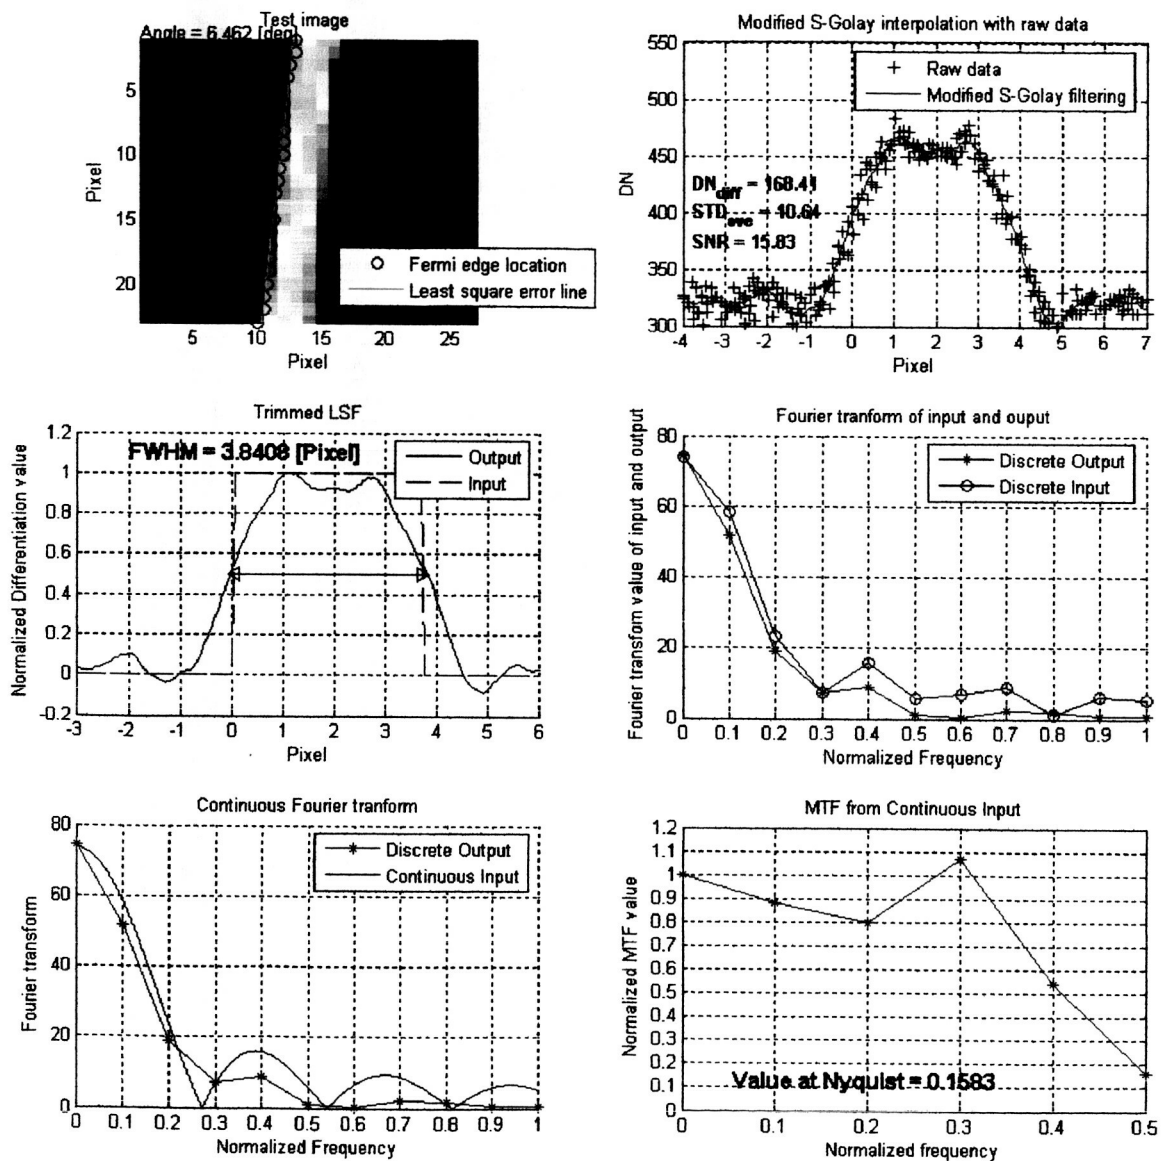 Test image
Angle = 6.462 [deg]
5
10
15
20
Pixel
Fermi edge location
Least square error line
5 10 15 20 25
Pixel
Modified S-Golay interpolation with raw data
550
500
450
400
350
300
DN
Raw data
Modified S-Golay filtering
DN_diff = 168.41
STD_ave = 10.64
SNR = 15.83
-4 -3 -2 -1 0 1 2 3 4 5 6 7
Pixel
Trimmed LSF
1.2
1
0.8
0.6
0.4
0.2
0
-0.2
Normalized Differentiation value
FWHM = 3.8408 [Pixel]
Output
Input
-3 -2 -1 0 1 2 3 4 5 6
Pixel
Fourier tranform of input and ouput
80
60
40
20
0
Fourier transfovm value of input and output
Discrete Output
Discrete Input
0 0.1 0.2 0.3 0.4 0.5 0.6 0.7 0.8 0.9 1
Normalized Frequency
Continuous Fourier tranform
80
60
40
20
0
Fourier transform
Discrete Output
Continuous Input
0 0.1 0.2 0.3 0.4 0.5 0.6 0.7 0.8 0.9 1
Normalized Frequency
MTF from Continuous Input
1.2
1.1
1
0.9
0.8
0.7
0.6
0.5
0.4
0.3
0.2
0.1
0
Normalized MTF value
Value at Nyquist = 0.1583
0 0.1 0.2 0.3 0.4 0.5
Normalized frequency